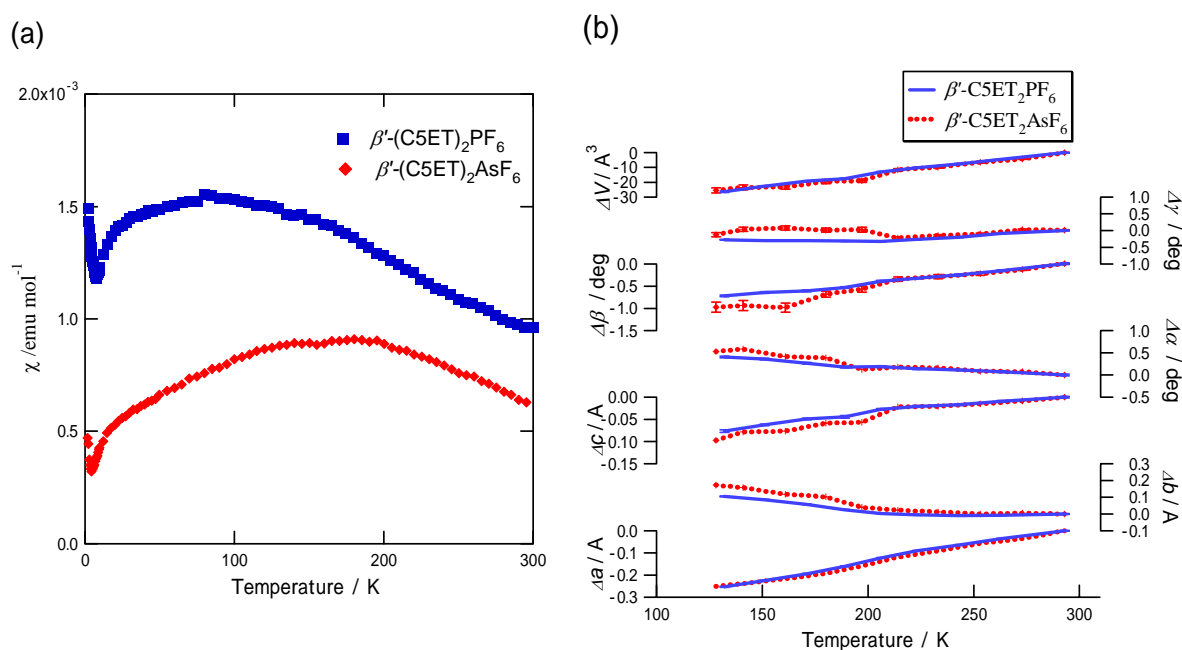 (a)
2.0x10⁻³
1.5
1.0
0.5
0.0
χ /emu mol⁻¹
β'-(C5ET)₂PF₆
β'-(C5ET)₂AsF₆
0 100 200 300
Temperature / K
(b)
β'-C5ET₂PF₆
β'-C5ET₂AsF₆
ΔV / A³
0
-10
-20
-30
Δγ / deg
1.0
0.5
0.0
-0.5
-1.0
Δβ / deg
0.0
-0.5
-1.0
-1.5
Δα / deg
1.0
0.5
0.0
-0.5
Δc / A
0.00
-0.05
-0.10
-0.15
Δb / A
0.3
0.2
0.1
0.0
-0.1
Δa / A
0.0
-0.1
-0.2
-0.3
100 150 200 250 300
Temperature / K